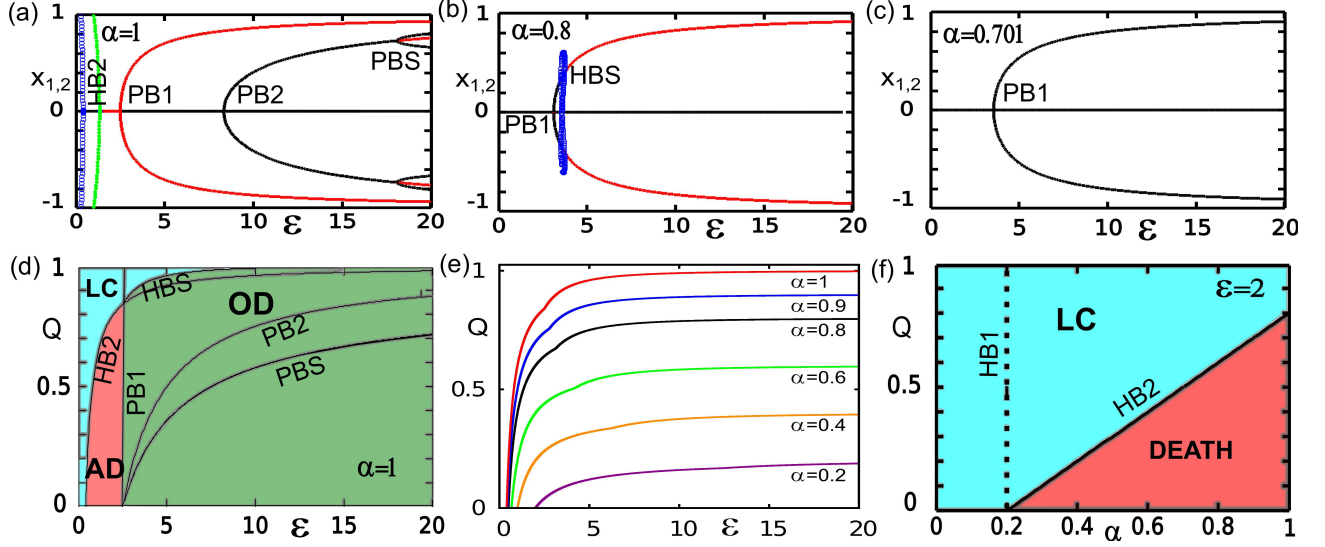 (a)
1
α=1
HB2
PBS
x1,2
PB1
PB2
0
-1
0
5
10
15
20
ε
(b)
1
α=0.8
HBS
x1,2
0
PB1
-1
0
5
10
15
20
ε
(c)
1
α=0.701
x1,2
PB1
0
-1
0
5
10
15
20
ε
(d)
1
LC
HBS
OD
Q
PB2
HB2
0.5
PB1
PBS
AD
α=1
0
0
5
10
15
20
ε
(e)
1
α=1
α=0.9
Q
α=0.8
0.5
α=0.6
α=0.4
α=0.2
0
0
5
10
15
20
ε
(f)
1
ε=2
LC
Q
HB1
0.5
HB2
DEATH
0
0
0.2
0.4
α
0.6
0.8
1